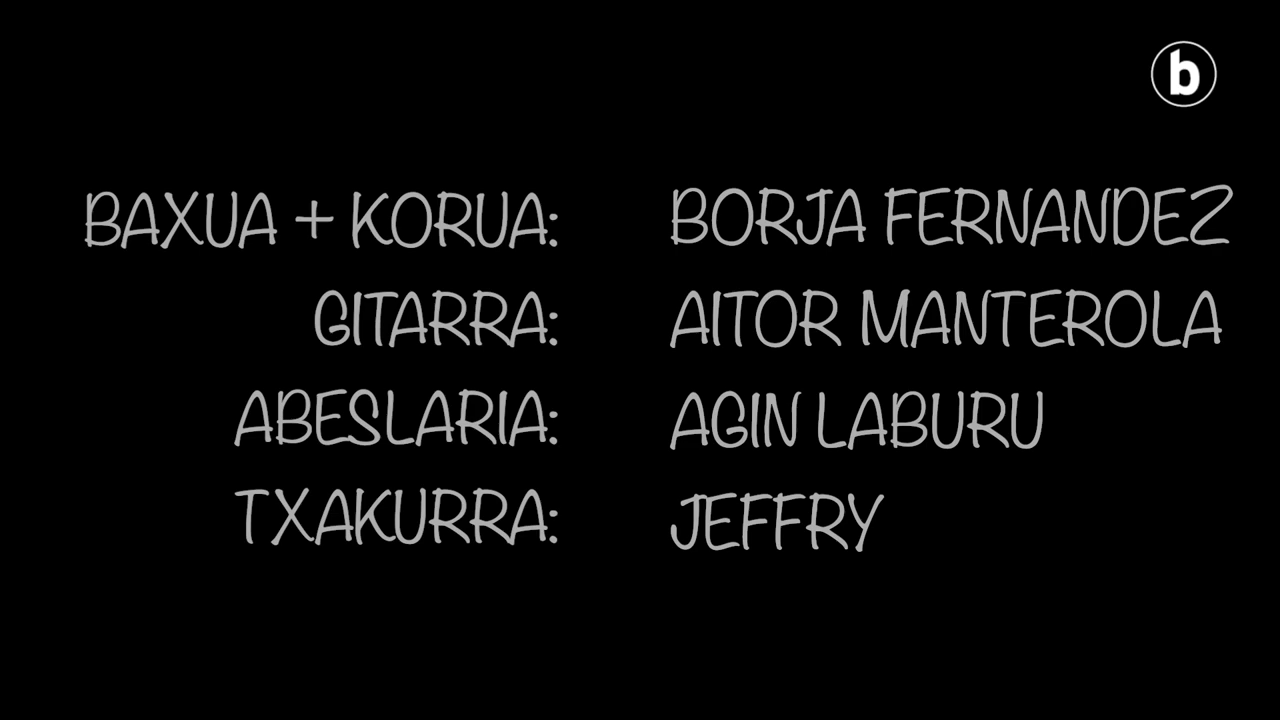 b
BAXUA + KORUA: BORJA FERNANDEZ
GITARRA: AITOR MANTEROLA
ABESLARIA: AGIN LABURU
TXAKURRA: JEFFRY